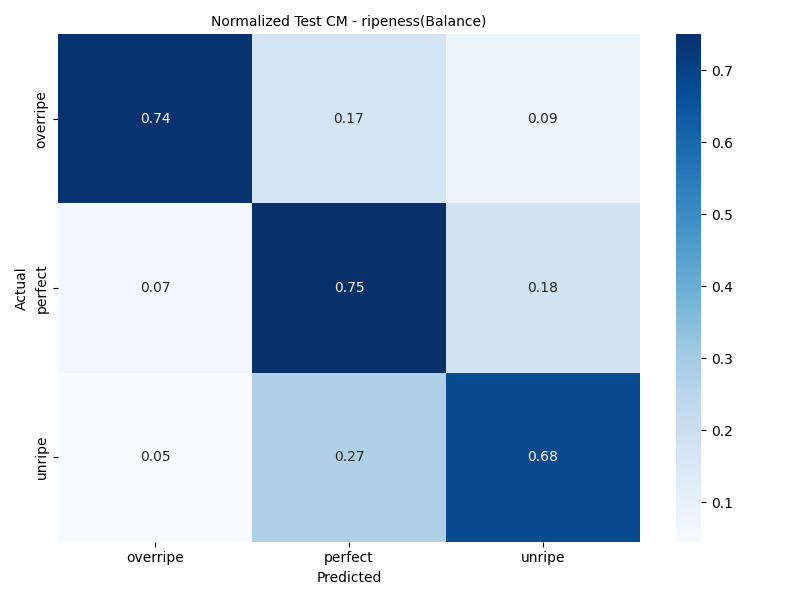 Normalized Test CM - ripeness(Balance)
overripe 0.74 0.17 0.09
perfect 0.07 0.75 0.18
unripe 0.05 0.27 0.68
Actual
overripe perfect unripe
Predicted
0.7
0.6
0.5
0.4
0.3
0.2
0.1